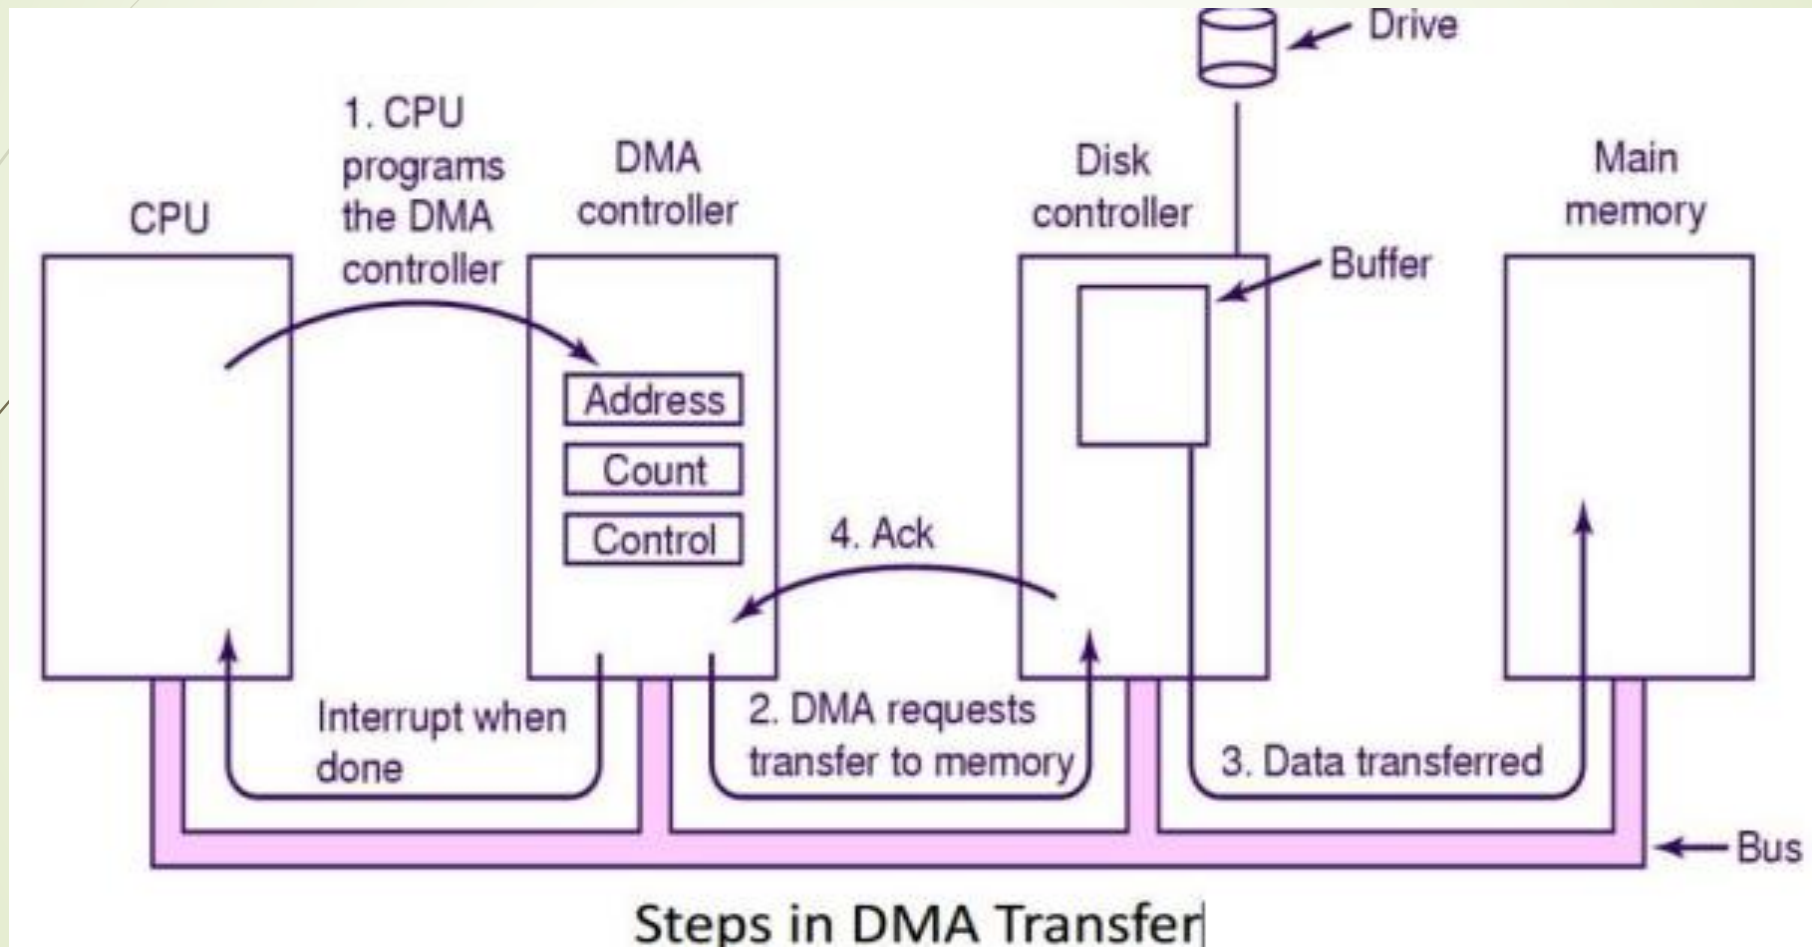 Drive
1. CPU
programs
the DMA
controller
DMA
controller
Disk
controller
Main
memory
CPU
Buffer
Address
Count
Control
4. Ack
Interrupt when
done
2. DMA requests
transfer to memory
3. Data transferred
Bus
Steps in DMA Transfer